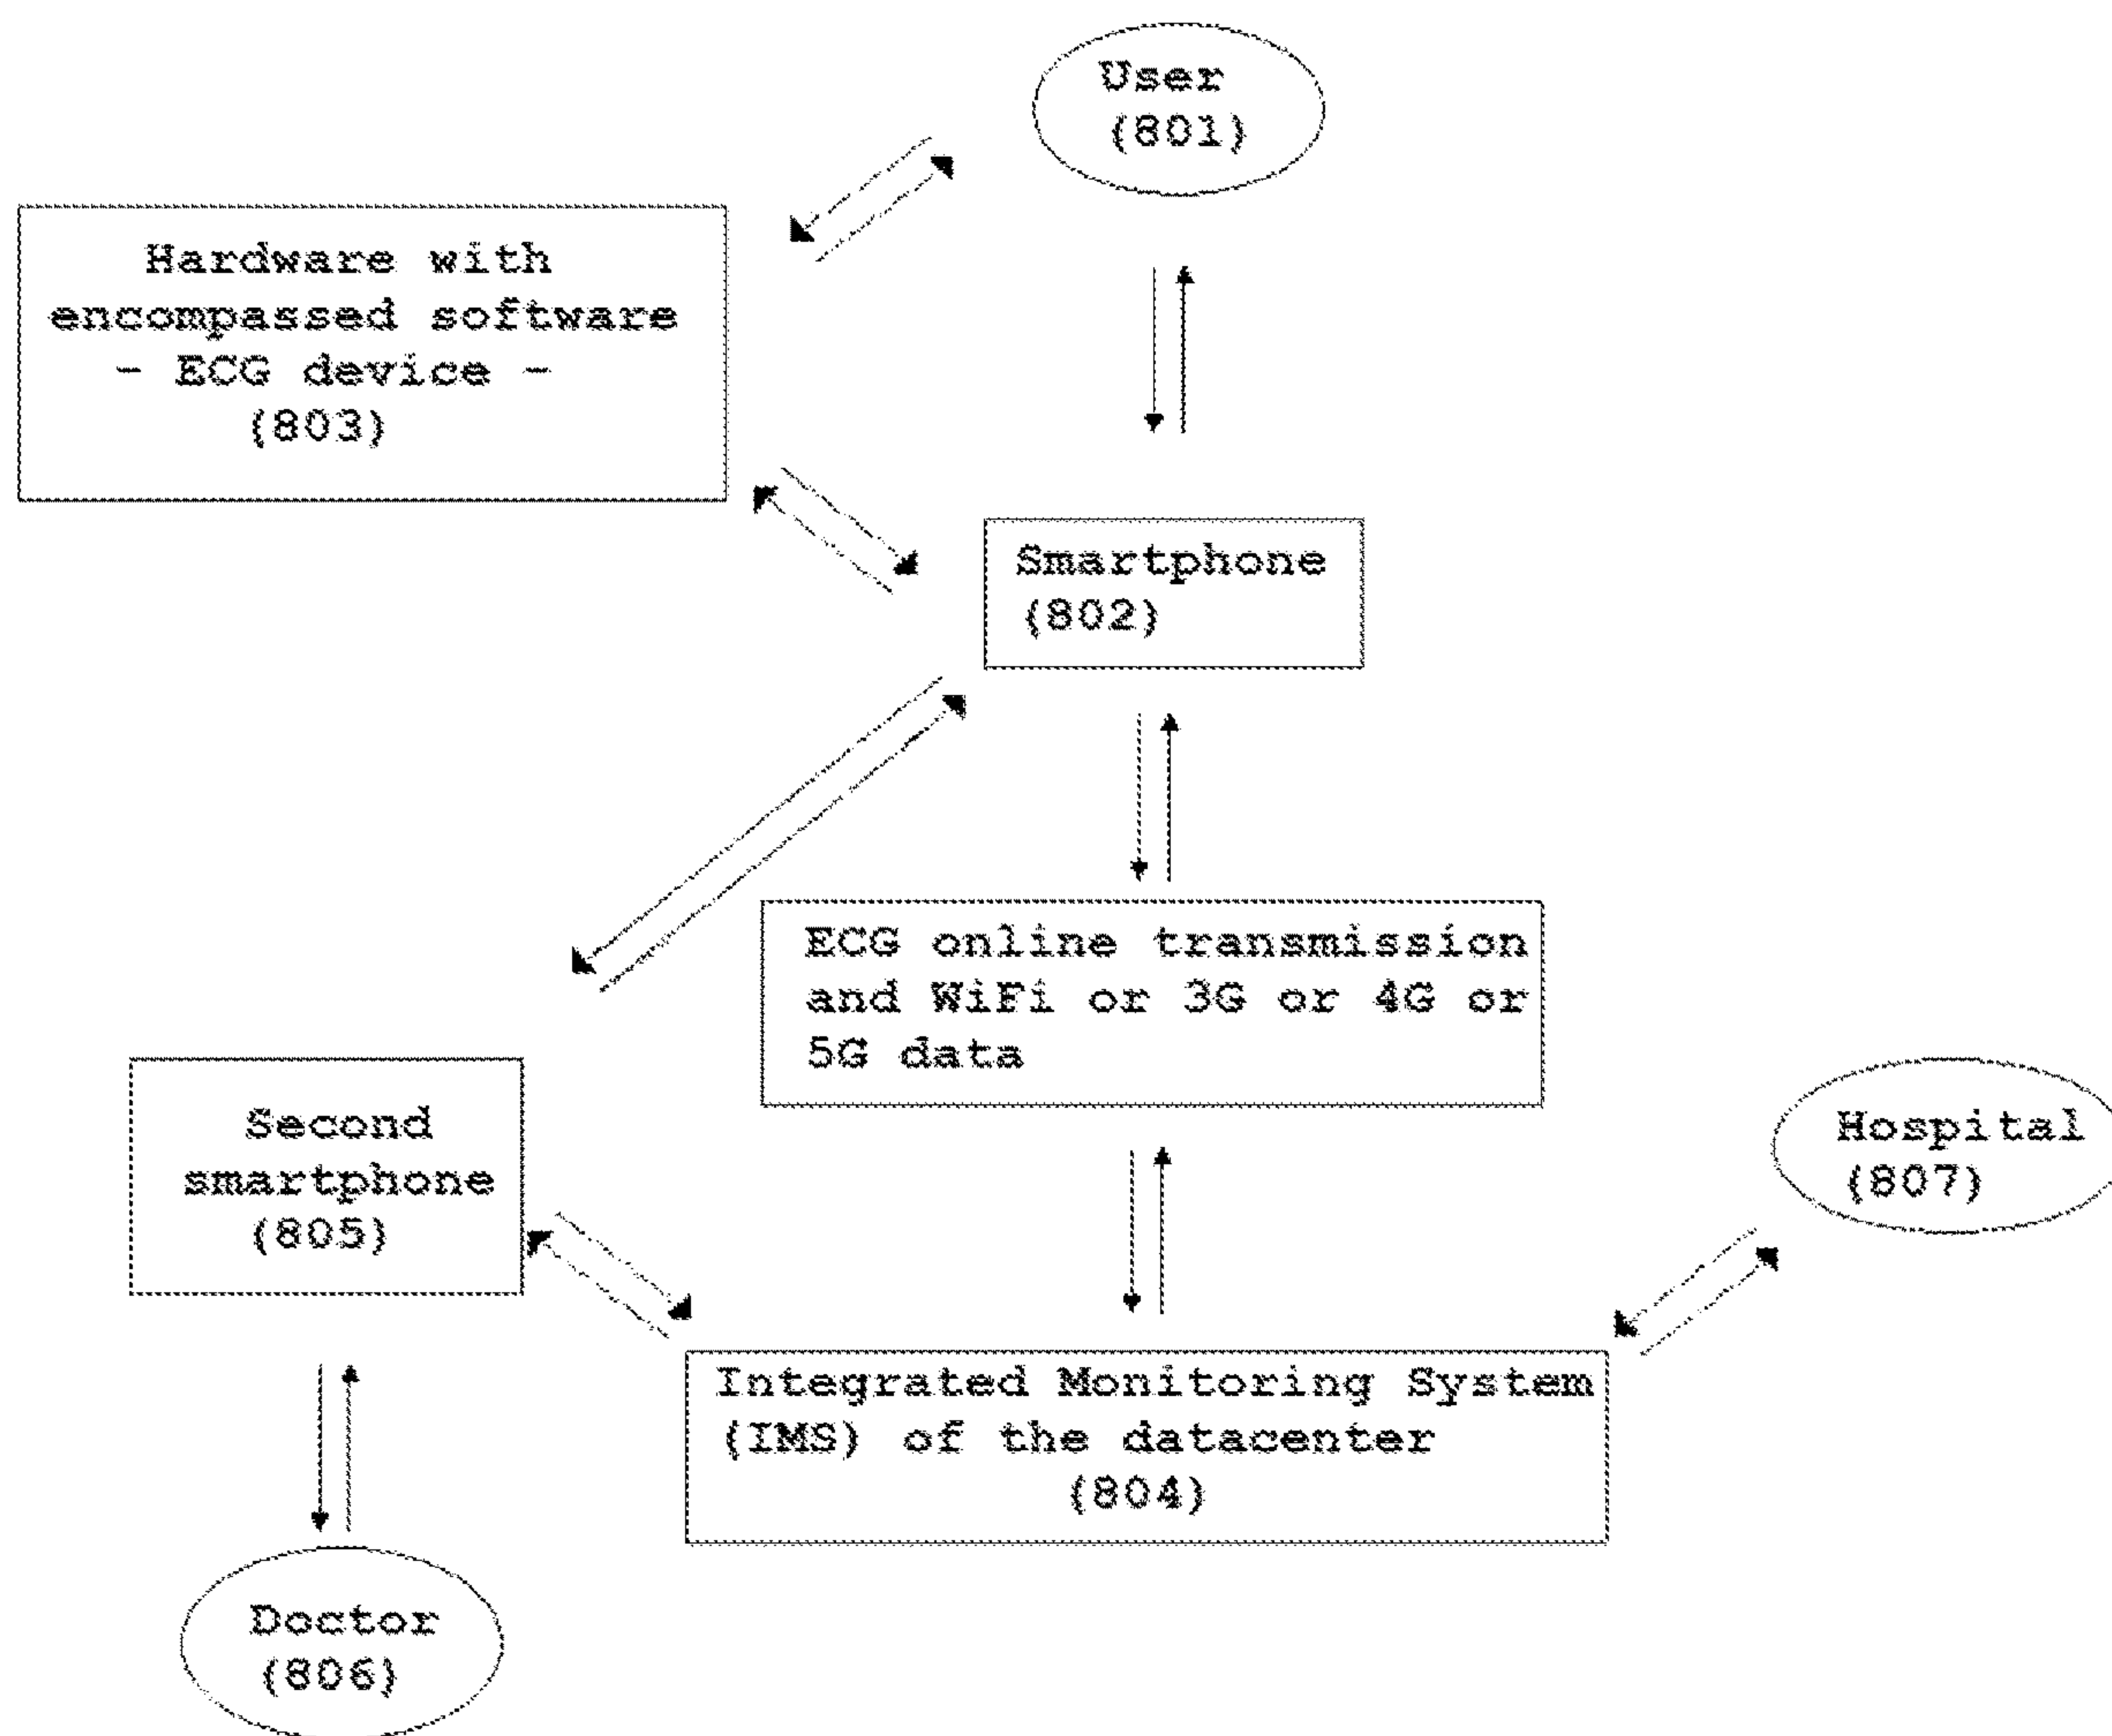 User
(801)
Hardware with
encompassed software
- ECG device -
(803)
Smartphone
(802)
ECG online transmission
and WiFi or 3G or 4G or
5G data
Second
smartphone
(805)
Hospital
(807)
Integrated Monitoring System
(IMS) of the datacenter
(804)
Doctor
(806)